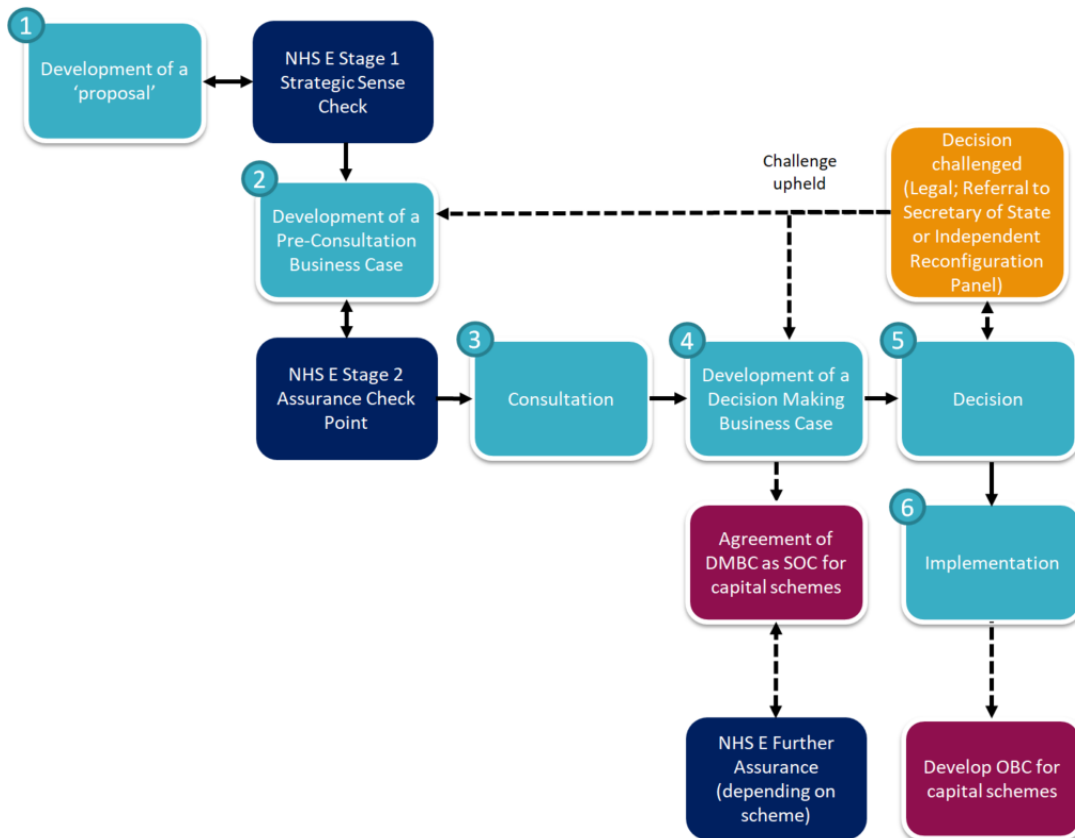 1
Development of a
‘proposal’
NHS E Stage 1
Strategic Sense
Check
2
Development of a
Pre-Consultation
Business Case
Challenge
upheld
Decision
challenged
(Legal; Referral to
Secretary of State
or Independent
Reconfiguration
Panel)
NHS E Stage 2
Assurance Check
Point
3
Consultation
4
Development of a
Decision Making
Business Case
5
Decision
Agreement of
DMBC as SOC for
capital schemes
6
Implementation
NHS E Further
Assurance
(depending on
scheme)
Develop OBC for
capital schemes